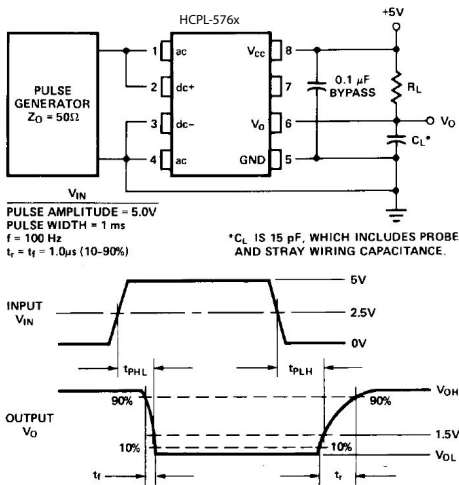 HCPL-576x
+5V
1 ac
VCC 8
2 dc+
7
3 dc–
VO 6
4 ac
GND 5
PULSE
GENERATOR
ZO = 50Ω
0.1 µF
BYPASS
RL
VO
CL*
VIN
PULSE AMPLITUDE = 5.0V
PULSE WIDTH = 1 ms
f = 100 Hz
tr = tf = 1.0µs (10–90%)
*CL IS 15 pF, WHICH INCLUDES PROBE
AND STRAY WIRING CAPACITANCE.
INPUT
VIN
5V
2.5V
0V
tPHL
tPLH
OUTPUT
VO
90%
90%
VOH
1.5V
10%
10%
VOL
tf
tr